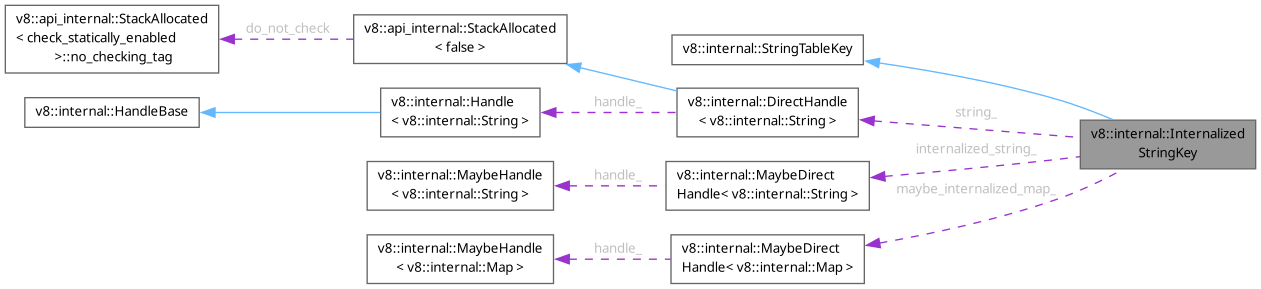 v8::api_internal::StackAllocated
< check_statically_enabled
>::no_checking_tag
do_not_check
v8::api_internal::StackAllocated
< false >
v8::internal::StringTableKey
v8::internal::HandleBase
v8::internal::Handle
< v8::internal::String >
handle_
v8::internal::DirectHandle
< v8::internal::String >
string_
v8::internal::Internalized
StringKey
internalized_string_
v8::internal::MaybeHandle
< v8::internal::String >
handle_
v8::internal::MaybeDirect
Handle< v8::internal::String >
maybe_internalized_map_
v8::internal::MaybeHandle
< v8::internal::Map >
handle_
v8::internal::MaybeDirect
Handle< v8::internal::Map >